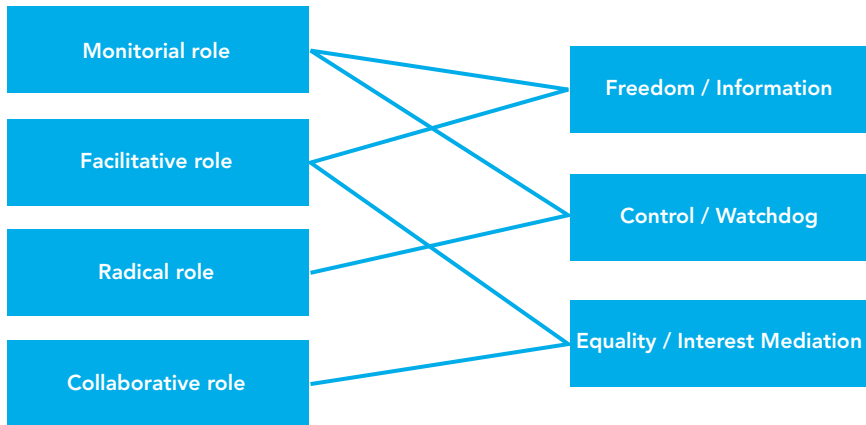 Monitorial role
Facilitative role
Radical role
Collaborative role
Freedom / Information
Control / Watchdog
Equality / Interest Mediation